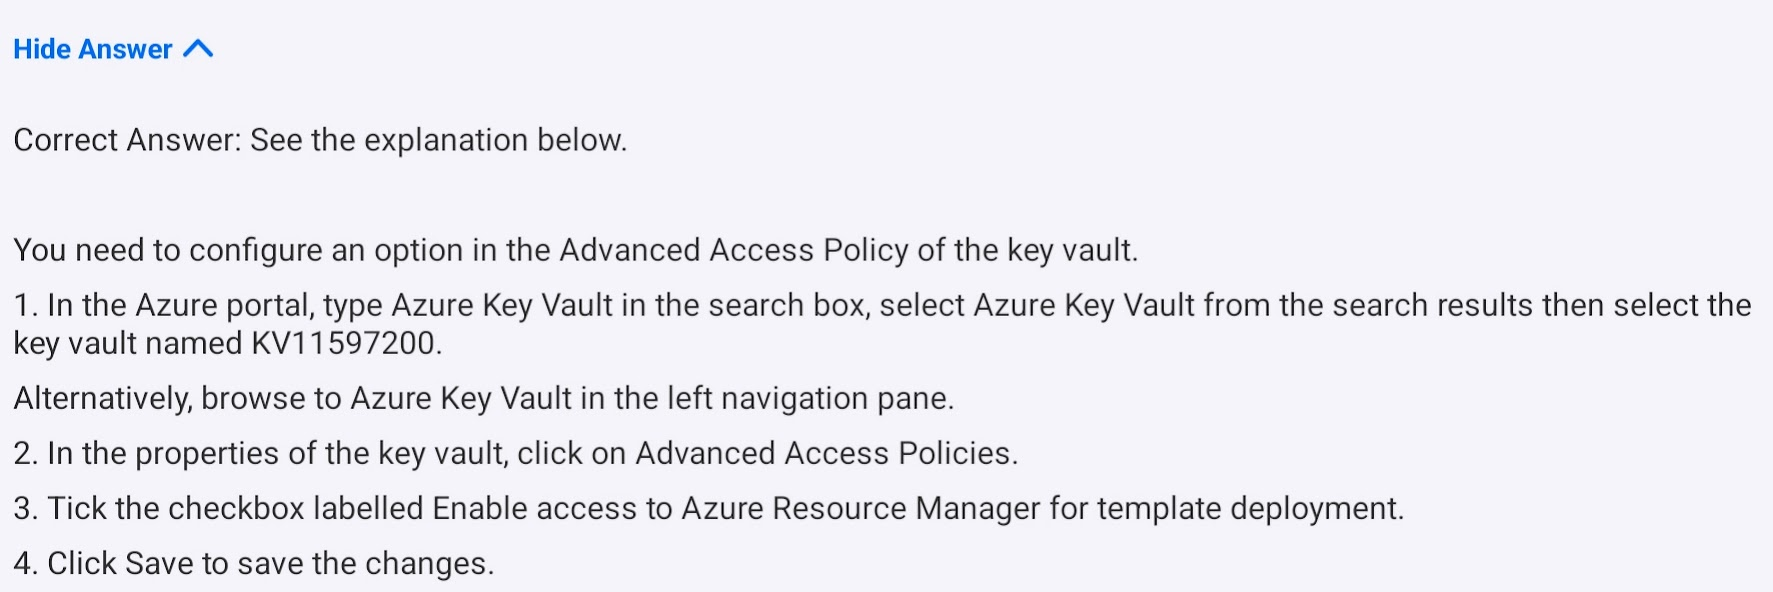 Hide Answer
Correct Answer: See the explanation below.
You need to configure an option in the Advanced Access Policy of the key vault.
1. In the Azure portal, type Azure Key Vault in the search box, select Azure Key Vault from the search results then select the
key vault named KV11597200.
Alternatively, browse to Azure Key Vault in the left navigation pane.
2. In the properties of the key vault, click on Advanced Access Policies.
3. Tick the checkbox labelled Enable access to Azure Resource Manager for template deployment.
4. Click Save to save the changes.